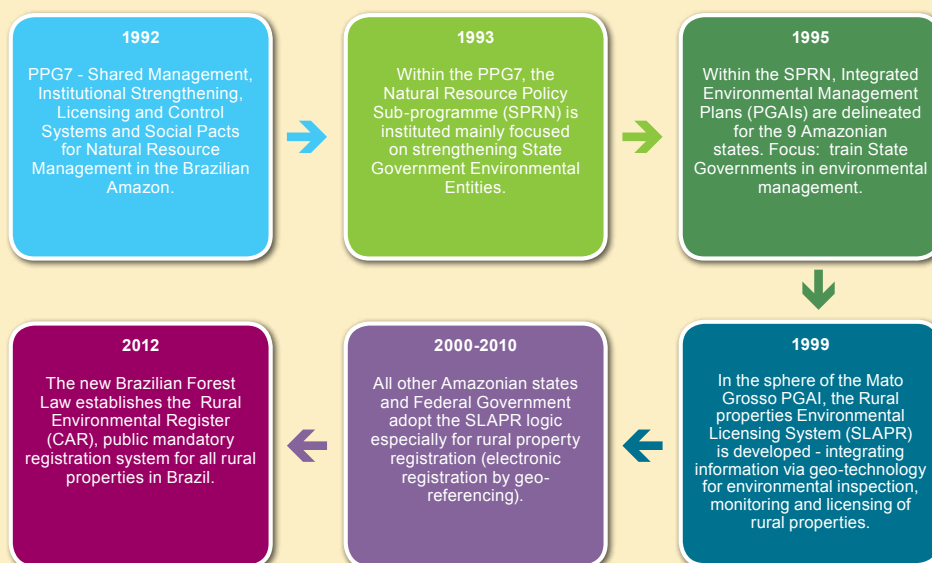 1992
PPG7 - Shared Management,
Institutional Strengthening,
Licensing and Control
Systems and Social Pacts
for Natural Resource
Management in the Brazilian
Amazon.
1993
Within the PPG7, the
Natural Resource Policy
Sub-programme (SPRN) is
instituted mainly focused
on strengthening State
Government Environmental
Entities.
1995
Within the SPRN, Integrated
Environmental Management
Plans (PGAIs) are delineated
for the 9 Amazonian
states. Focus: train State
Governments in environmental
management.
1999
In the sphere of the Mato
Grosso PGAI, the Rural
properties Environmental
Licensing System (SLAPR)
is developed - integrating
information via geo-technology
for environmental inspection,
monitoring and licensing of
rural properties.
2000-2010
All other Amazonian states
and Federal Government
adopt the SLAPR logic
especially for rural property
registration (electronic
registration by geo-
referencing).
2012
The new Brazilian Forest
Law establishes the Rural
Environmental Register
(CAR), public mandatory
registration system for all rural
properties in Brazil.